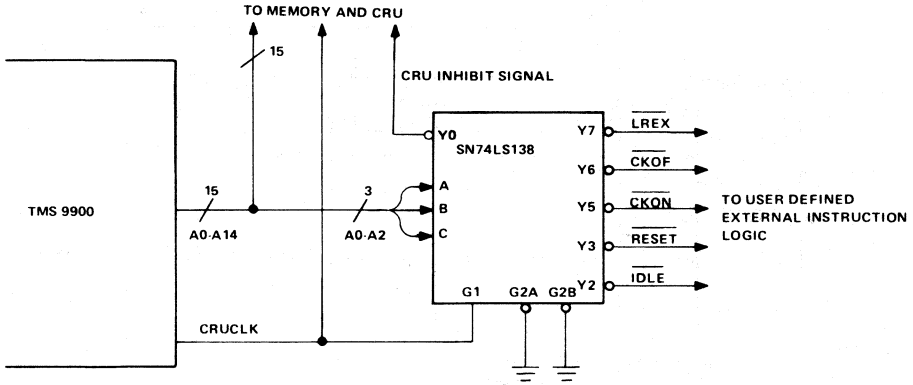 TO MEMORY AND CRU
15
CRU INHIBIT SIGNAL
Y0
SN74LS138
Y7
LREX
Y6
CKOF
TMS 9900
15
A0-A14
3
A0-A2
A
B
C
Y5
CKON
Y3
RESET
Y2
IDLE
TO USER DEFINED
EXTERNAL INSTRUCTION
LOGIC
G1
G2A
G2B
CRUCLK